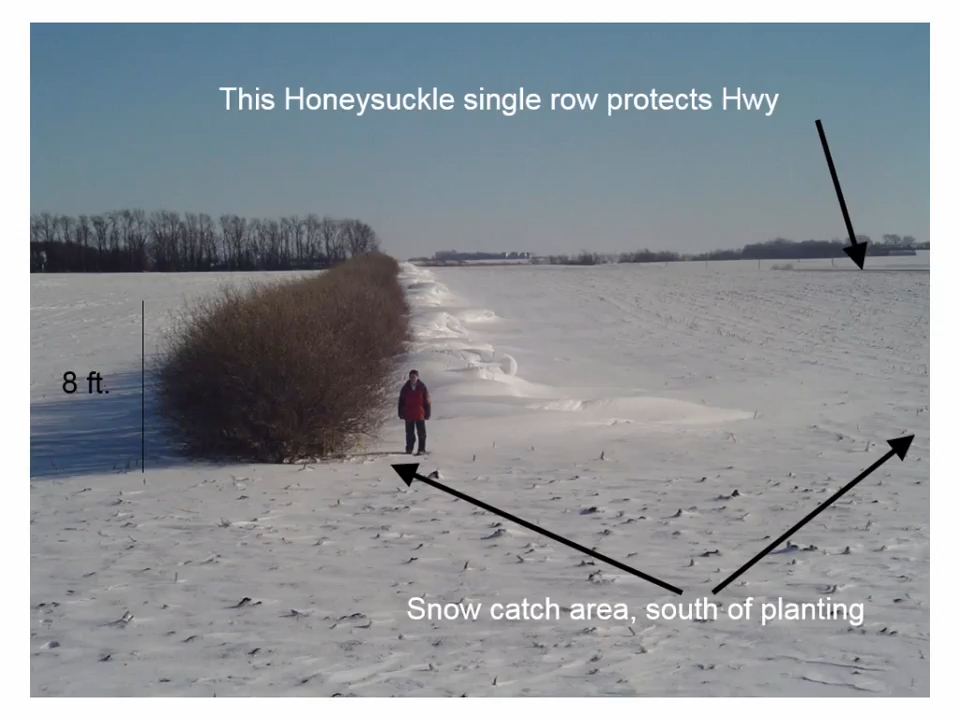 This Honeysuckle single row protects Hwy
8 ft.
Snow catch area, south of planting